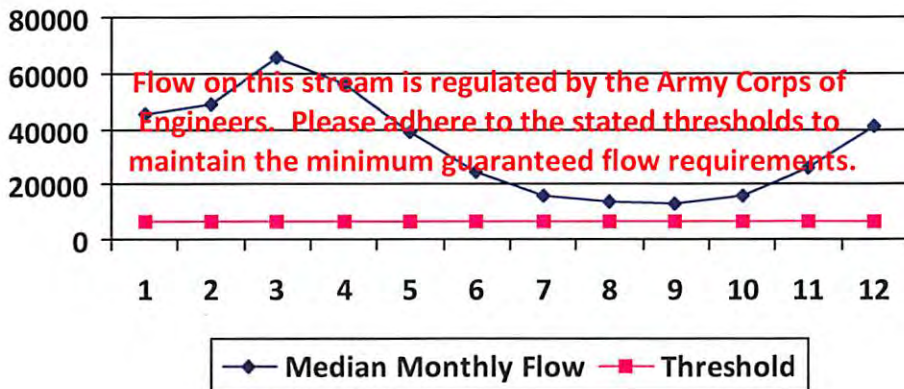 80000
60000
40000
20000
0
Flow on this stream is regulated by the Army Corps of
Engineers. Please adhere to the stated thresholds to
maintain the minimum guaranteed flow requirements.
1 2 3 4 5 6 7 8 9 10 11 12
Median Monthly Flow Threshold